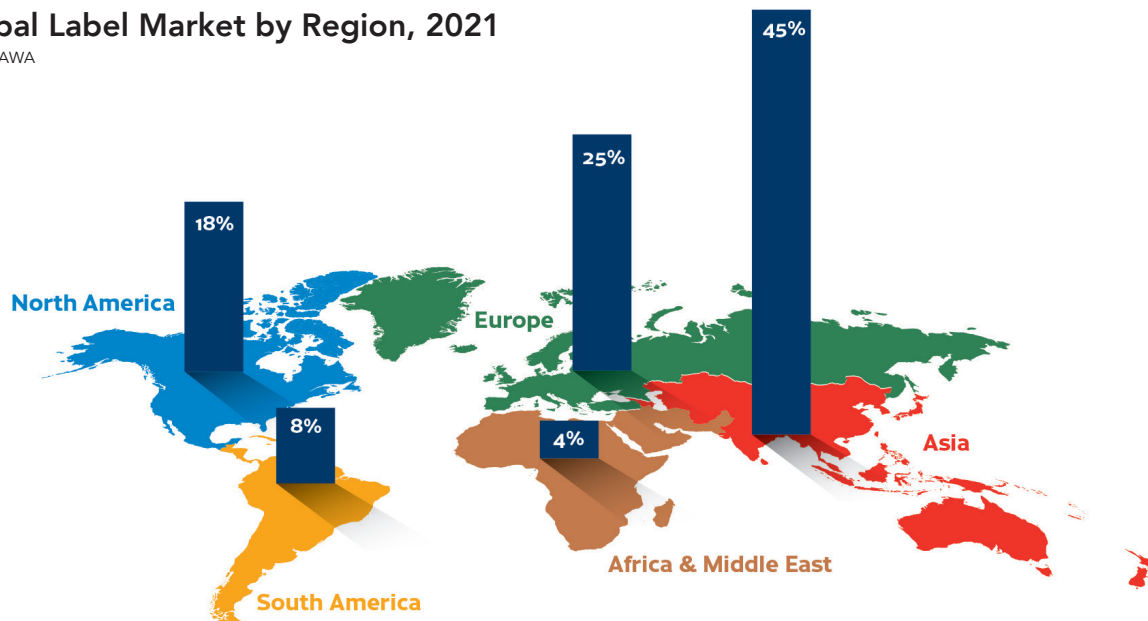 bal Label Market by Region, 2021
AWA
45%
25%
18%
North America
Europe
8%
4%
Asia
Africa & Middle East
South America